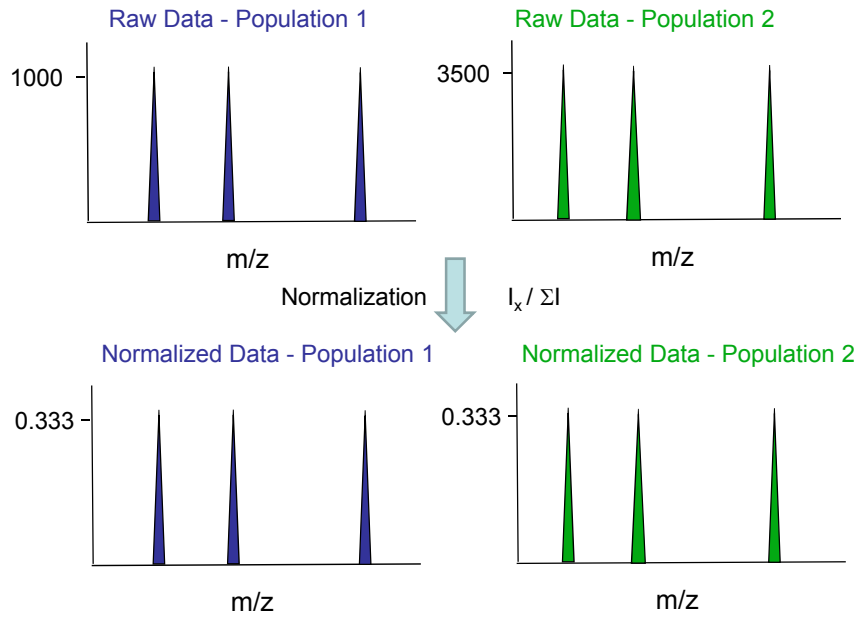 Raw Data - Population 1
Raw Data - Population 2
1000
3500
m/z
m/z
Normalization
Iₓ / ΣI
Normalized Data - Population 1
Normalized Data - Population 2
0.333
0.333
m/z
m/z